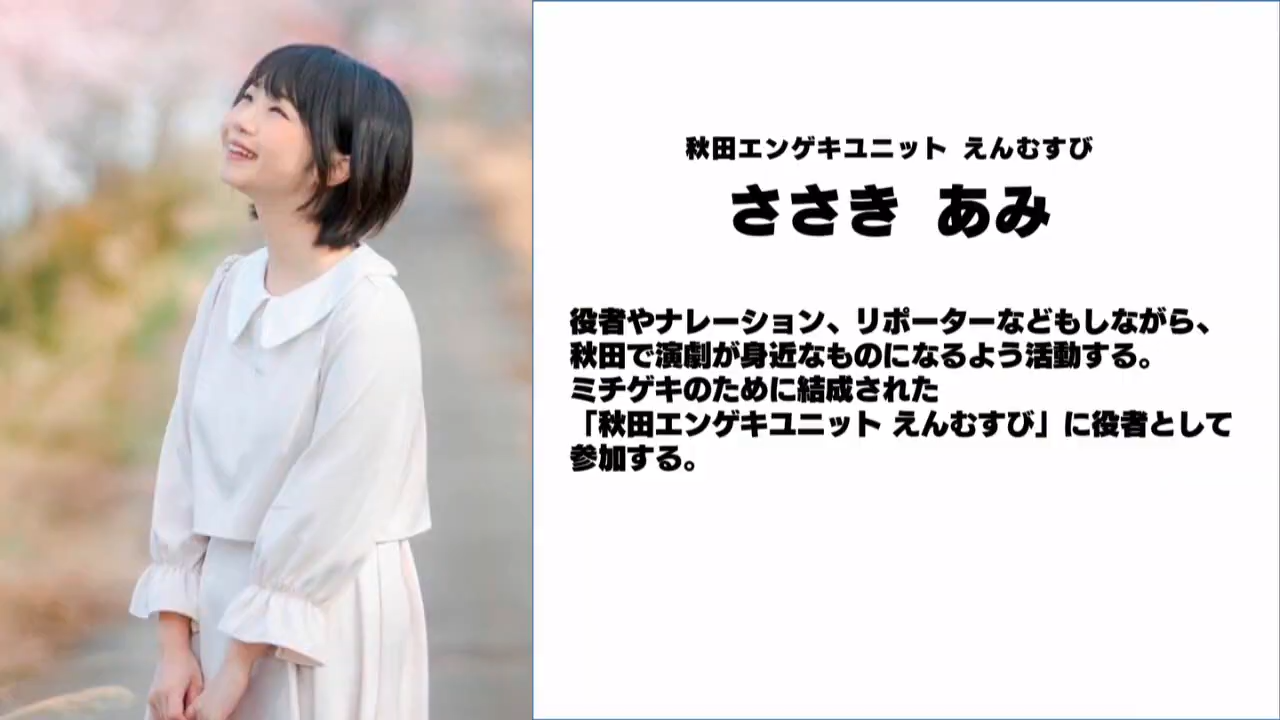 秋田エンゲキユニット えんむすび
ささき あみ
役者やナレーション、リポーターなどもしながら、
秋田で演劇が身近なものになるよう活動する。
ミチゲキのために結成された
「秋田エンゲキユニット えんむすび」に役者として
参加する。